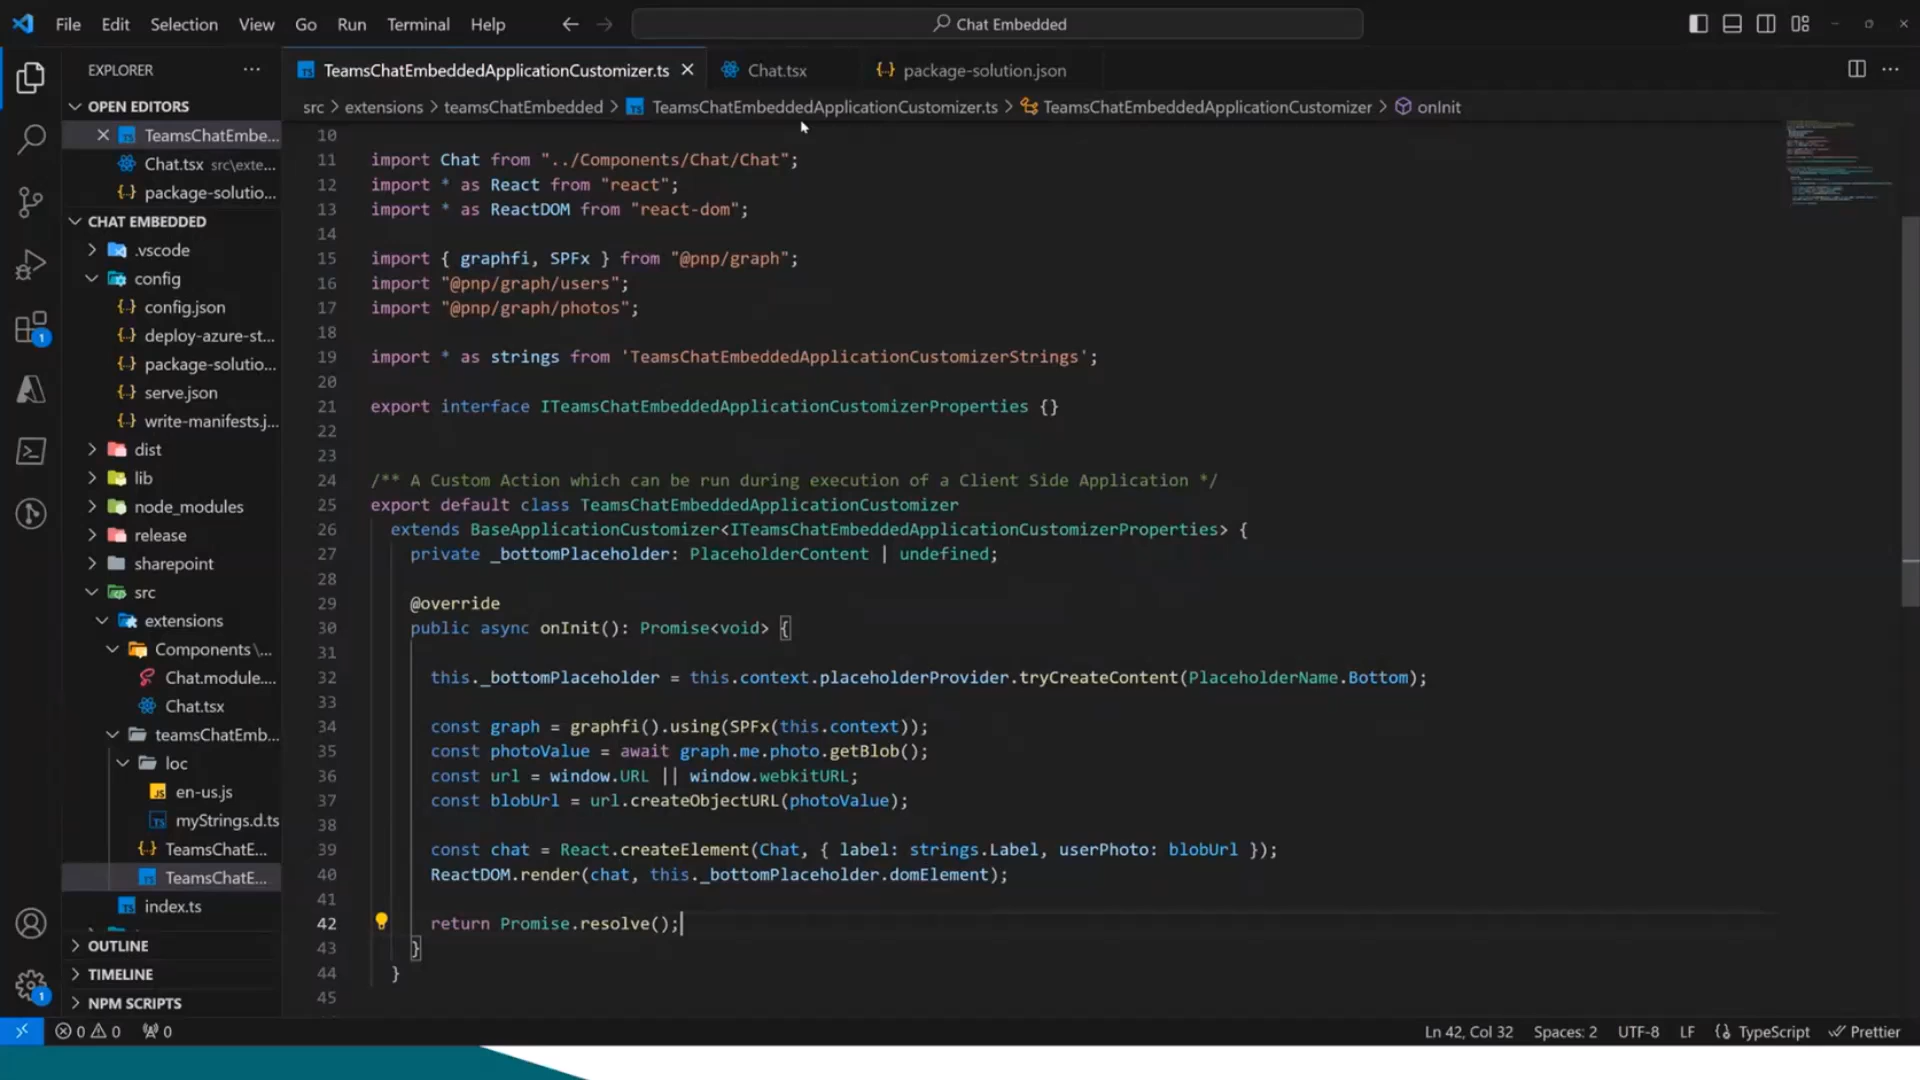 File Edit Selection View Go Run Terminal Help
Chat Embedded
EXPLORER
TeamsChatEmbeddedApplicationCustomizer.ts
Chat.tsx
package-solution.json
src > extensions > teamsChatEmbedded > TeamsChatEmbeddedApplicationCustomizer.ts > TeamsChatEmbeddedApplicationCustomizer > onInit
OPEN EDITORS
TeamsChatEmbe...
Chat.tsx src\exte...
package-solutio...
CHAT EMBEDDED
.vscode
config
config.json
deploy-azure-st...
package-solutio...
serve.json
write-manifests.j...
dist
lib
node_modules
release
sharepoint
src
extensions
Components\...
Chat.module....
Chat.tsx
teamsChatEmb...
loc
en-us.js
myStrings.d.ts
TeamsChatE...
TeamsChatE...
index.ts
OUTLINE
TIMELINE
NPM SCRIPTS
1
1
10
11 import Chat from "../Components/Chat/Chat";
12 import * as React from "react";
13 import * as ReactDOM from "react-dom";
14
15 import { graphfi, SPFx } from "@pnp/graph";
16 import "@pnp/graph/users";
17 import "@pnp/graph/photos";
18
19 import * as strings from 'TeamsChatEmbeddedApplicationCustomizerStrings';
20
21 export interface ITeamsChatEmbeddedApplicationCustomizerProperties {}
22
23
24 /** A Custom Action which can be run during execution of a Client Side Application */
25 export default class TeamsChatEmbeddedApplicationCustomizer
26 extends BaseApplicationCustomizer<ITeamsChatEmbeddedApplicationCustomizerProperties> {
27 private _bottomPlaceholder: PlaceholderContent | undefined;
28
29 @override
30 public async onInit(): Promise<void> {
31
32 this._bottomPlaceholder = this.context.placeholderProvider.tryCreateContent(PlaceholderName.Bottom);
33
34 const graph = graphfi().using(SPFx(this.context));
35 const photoValue = await graph.me.photo.getBlob();
36 const url = window.URL || window.webkitURL;
37 const blobUrl = url.createObjectURL(photoValue);
38
39 const chat = React.createElement(Chat, { label: strings.Label, userPhoto: blobUrl });
40 ReactDOM.render(chat, this._bottomPlaceholder.domElement);
41
42 return Promise.resolve();
43 }
44 }
45
0 0 0
Ln 42, Col 32 Spaces: 2 UTF-8 LF TypeScript Prettier